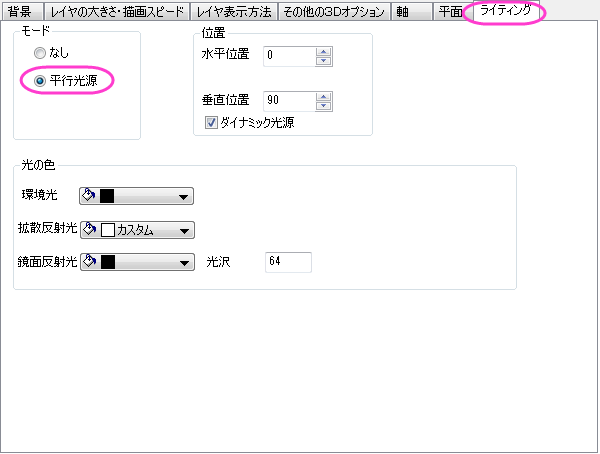 背景 レイヤの大きさ・描画スピード レイヤ表示方法 その他の3Dオプション 軸 平面 ライティング
モード
なし
平行光源
位置
水平位置 0
垂直位置 90
ダイナミック光源
光の色
環境光
拡散反射光 カスタム
鏡面反射光 光沢 64